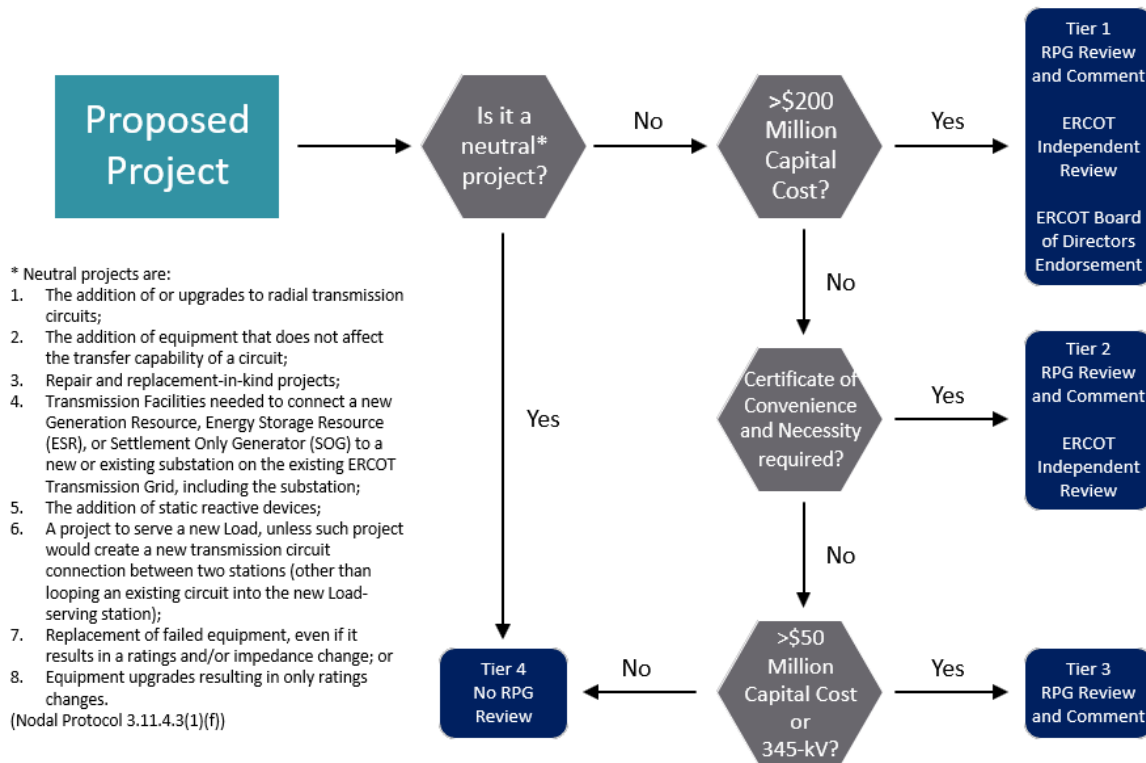 Proposed
Project
Is it a
neutral*
project?
No
>$200
Million
Capital
Cost?
Yes
Tier 1
RPG Review
and Comment
ERCOT
Independent
Review
ERCOT Board
of Directors
Endorsement
* Neutral projects are:
1. The addition of or upgrades to radial transmission
circuits;
2. The addition of equipment that does not affect
the transfer capability of a circuit;
3. Repair and replacement-in-kind projects;
4. Transmission Facilities needed to connect a new
Generation Resource, Energy Storage Resource
(ESR), or Settlement Only Generator (SOG) to a
new or existing substation on the existing ERCOT
Transmission Grid, including the substation;
5. The addition of static reactive devices;
6. A project to serve a new Load, unless such project
would create a new transmission circuit
connection between two stations (other than
looping an existing circuit into the new Load-
serving station);
7. Replacement of failed equipment, even if it
results in a ratings and/or impedance change; or
8. Equipment upgrades resulting in only ratings
changes.
(Nodal Protocol 3.11.4.3(1)(f))
Yes
No
Certificate of
Convenience
and Necessity
required?
Yes
Tier 2
RPG Review
and Comment
ERCOT
Independent
Review
No
Tier 4
No RPG
Review
No
>$50
Million
Capital Cost
or
345-kV?
Yes
Tier 3
RPG Review
and Comment